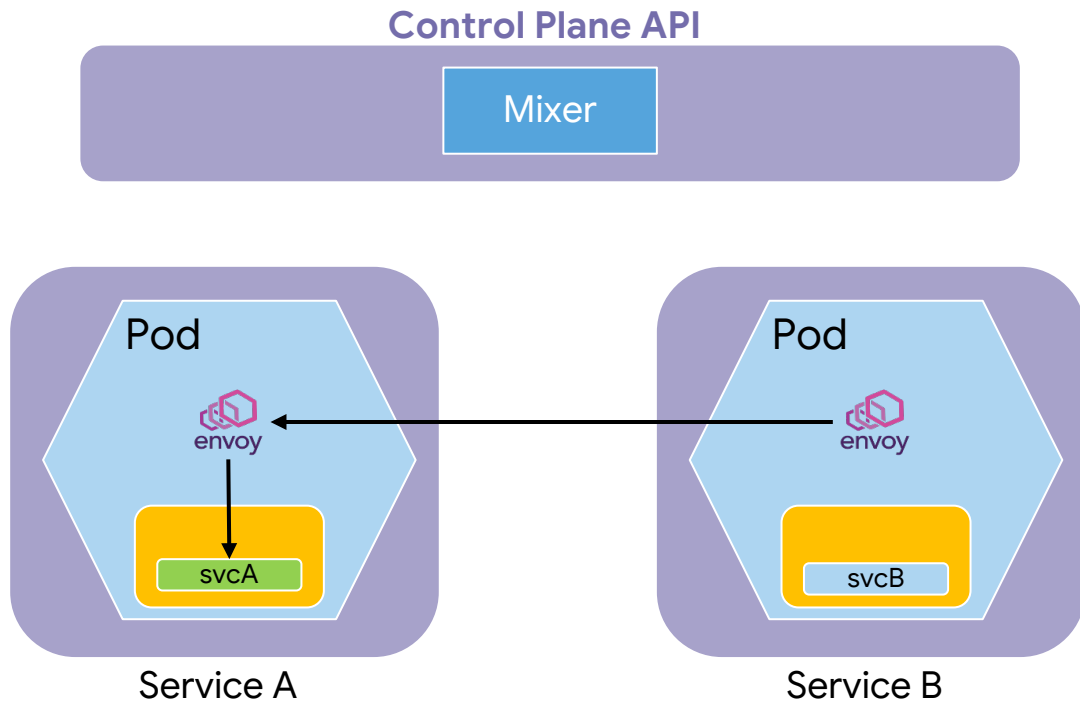 Control Plane API
Mixer
Pod
Pod
envoy
envoy
svcA
svcB
Service A
Service B